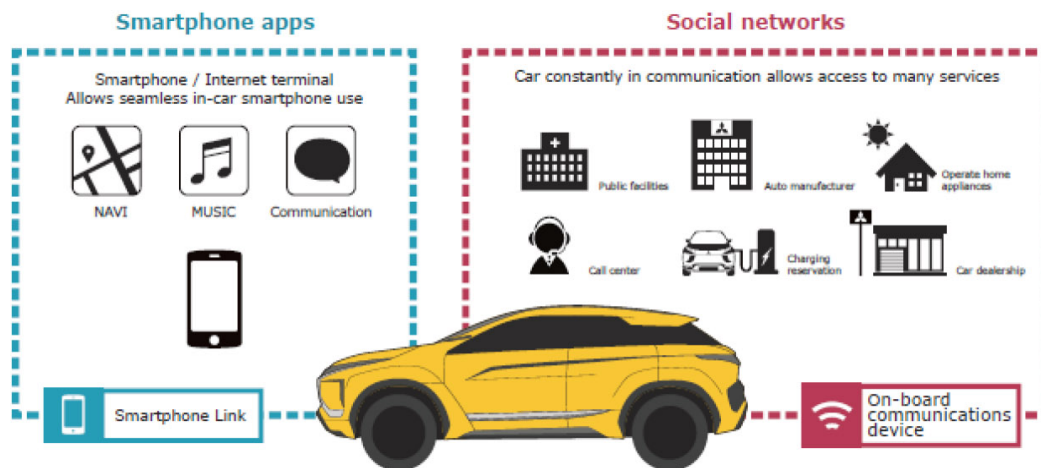 Smartphone apps
Smartphone / Internet terminal
Allows seamless in-car smartphone use
NAVI
MUSIC
Communication
Smartphone Link
Social networks
Car constantly in communication allows access to many services
Public facilities
Auto manufacturer
Operate home
appliances
Call center
Charging
reservation
Car dealership
On-board
communications
device